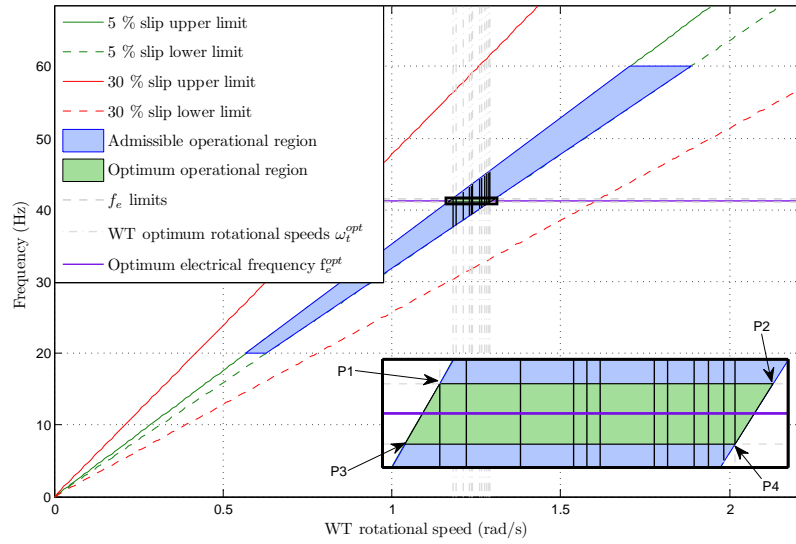 5 % slip upper limit
5 % slip lower limit
30 % slip upper limit
30 % slip lower limit
Admissible operational region
Optimum operational region
f_e limits
WT optimum rotational speeds ω_t^opt
Optimum electrical frequency f_e^opt
Frequency (Hz)
60
50
40
30
20
10
0
0
0.5
1
1.5
2
WT rotational speed (rad/s)
P1
P2
P3
P4